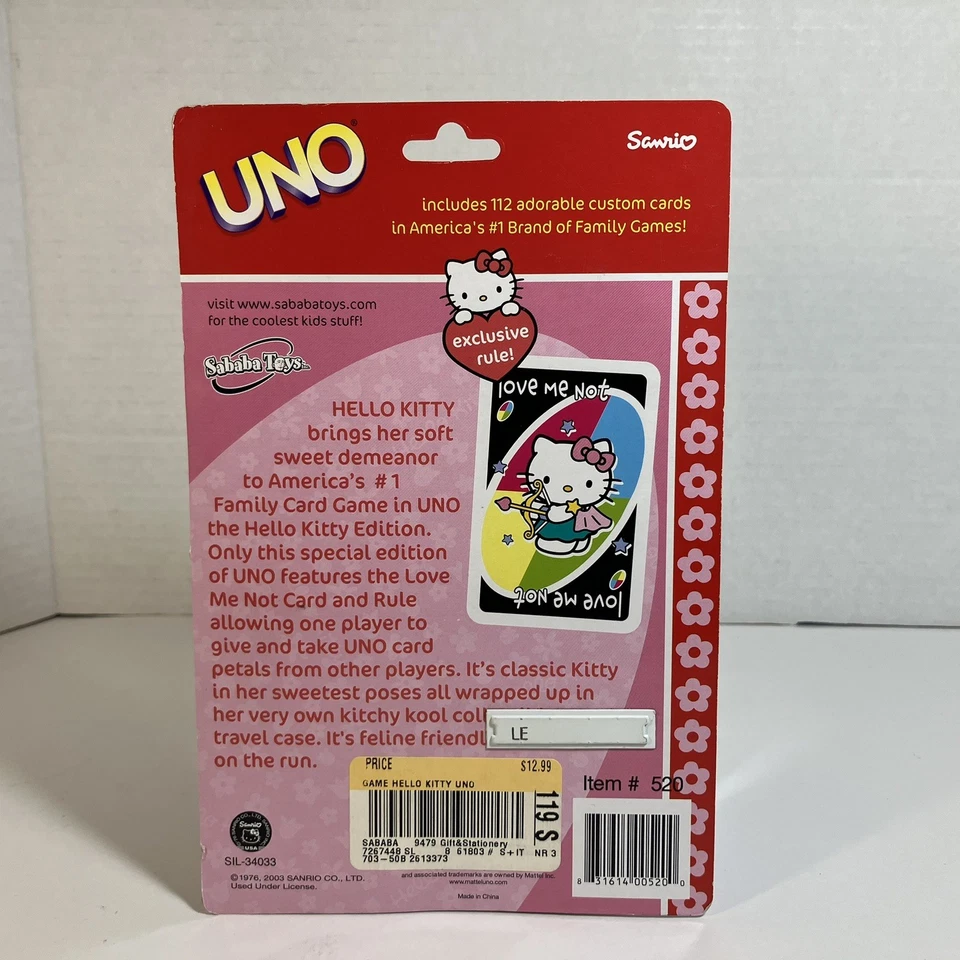 UNO®
Sanrio
includes 112 adorable custom cards
in America's #1 Brand of Family Games!
visit www.sababatoys.com
for the coolest kids stuff!
Sababa Toys
exclusive
rule!
love me not
love me not
HELLO KITTY
brings her soft
sweet demeanor
to America's #1
Family Card Game in UNO
the Hello Kitty Edition.
Only this special edition
of UNO features the Love
Me Not Card and Rule
allowing one player to
give and take UNO card
petals from other players. It's classic Kitty
in her sweetest poses all wrapped up in
her very own kitchy kool
travel case. It's feline
on the run.
LE
PRICE $12.99
GAME HELLO KITTY UNO
119 S
SABABA 9479 Gift&Stationery
7267448 SL 8 61803 # S+IT NR 3
703-50B 2613373
Item # 520
8 31614 00520 0
Sanrio
USA
SIL-34033
©1976, 2003 SANRIO CO., LTD.
Used Under License.
and associated trademarks are owned by Mattel Inc.
www.matteluno.com
Made in China